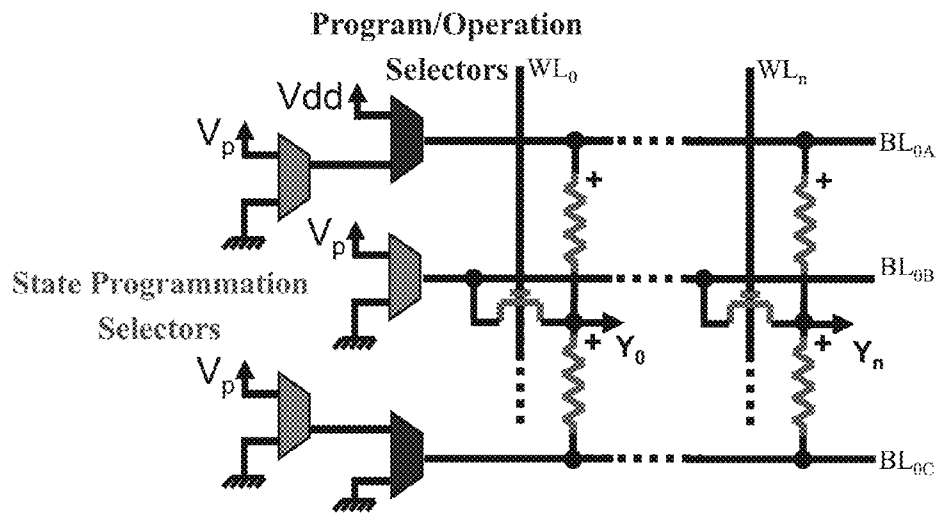 Program/Operation
Selectors
WL₀
WLₙ
Vdd
Vₚ
BL₀A
+
+
Vₚ
BL₀B
State Programmation
Selectors
+
Y₀
+
Yₙ
Vₚ
BL₀C